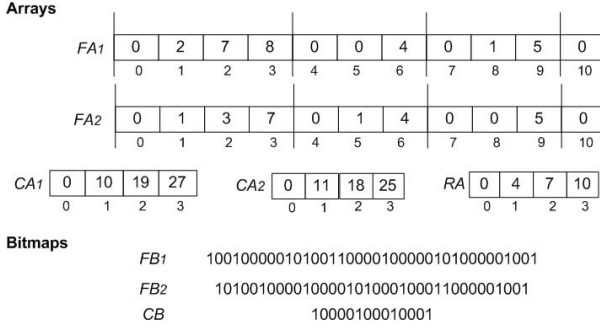 Arrays
FA1 0 2 7 8 0 0 4 0 1 5 0
0 1 2 3 4 5 6 7 8 9 10
FA2 0 1 3 7 0 1 4 0 0 5 0
0 1 2 3 4 5 6 7 8 9 10
CA1 0 10 19 27 CA2 0 11 18 25 RA 0 4 7 10
0 1 2 3 0 1 2 3 0 1 2 3
Bitmaps
FB1 10010000010100110000100000101000001001
FB2 101001000010000101000100011000001001
CB 10000100010001